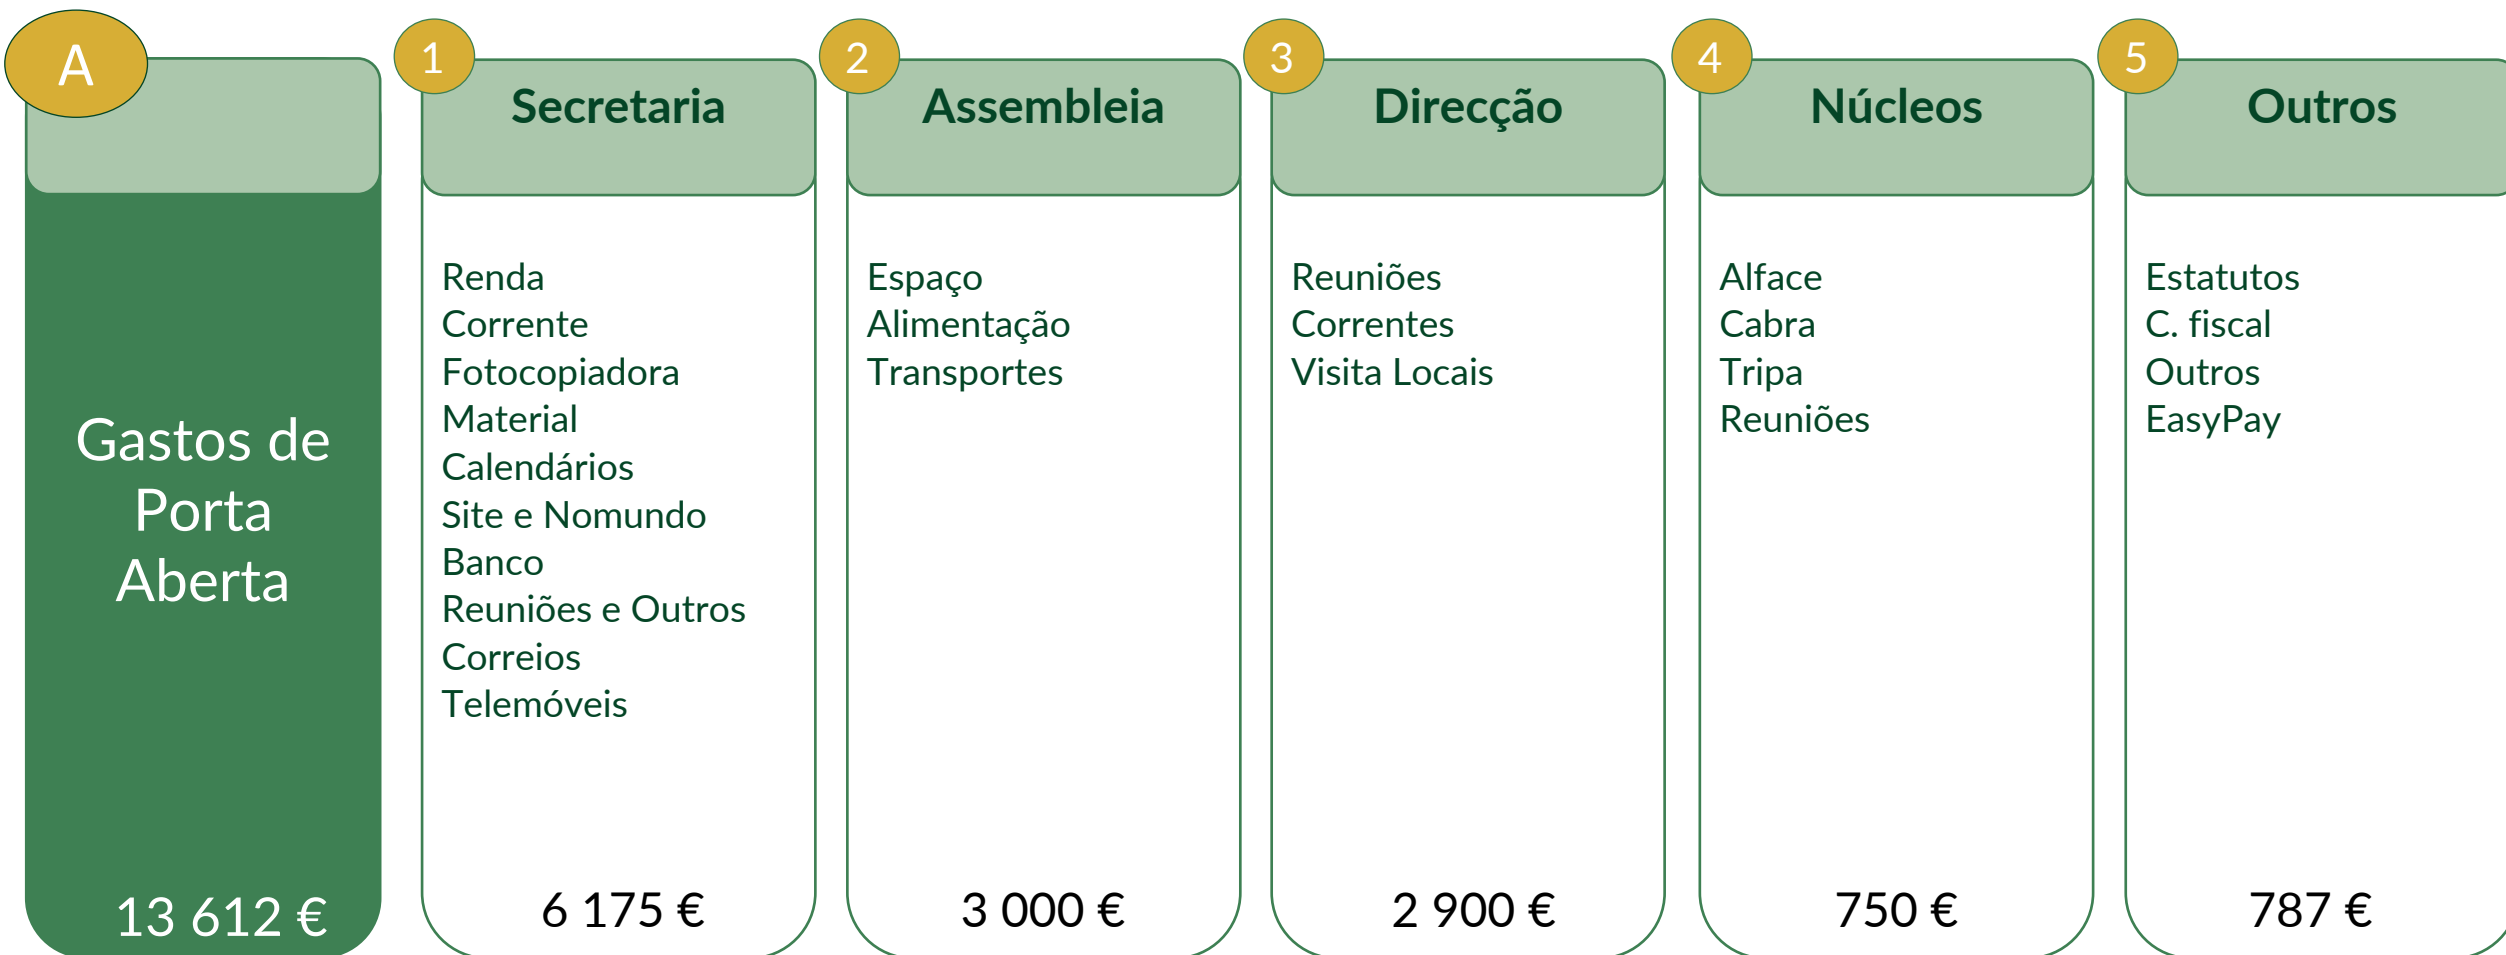 A
Gastos de
Porta
Aberta
13 612 €
1
Secretaria
Renda
Corrente
Fotocopiadora
Material
Calendários
Site e Nomundo
Banco
Reuniões e Outros
Correios
Telemóveis
6 175 €
2
Assembleia
Espaço
Alimentação
Transportes
3 000 €
3
Direcção
Reuniões
Correntes
Visita Locais
2 900 €
4
Núcleos
Alface
Cabra
Tripa
Reuniões
750 €
5
Outros
Estatutos
C. fiscal
Outros
EasyPay
787 €